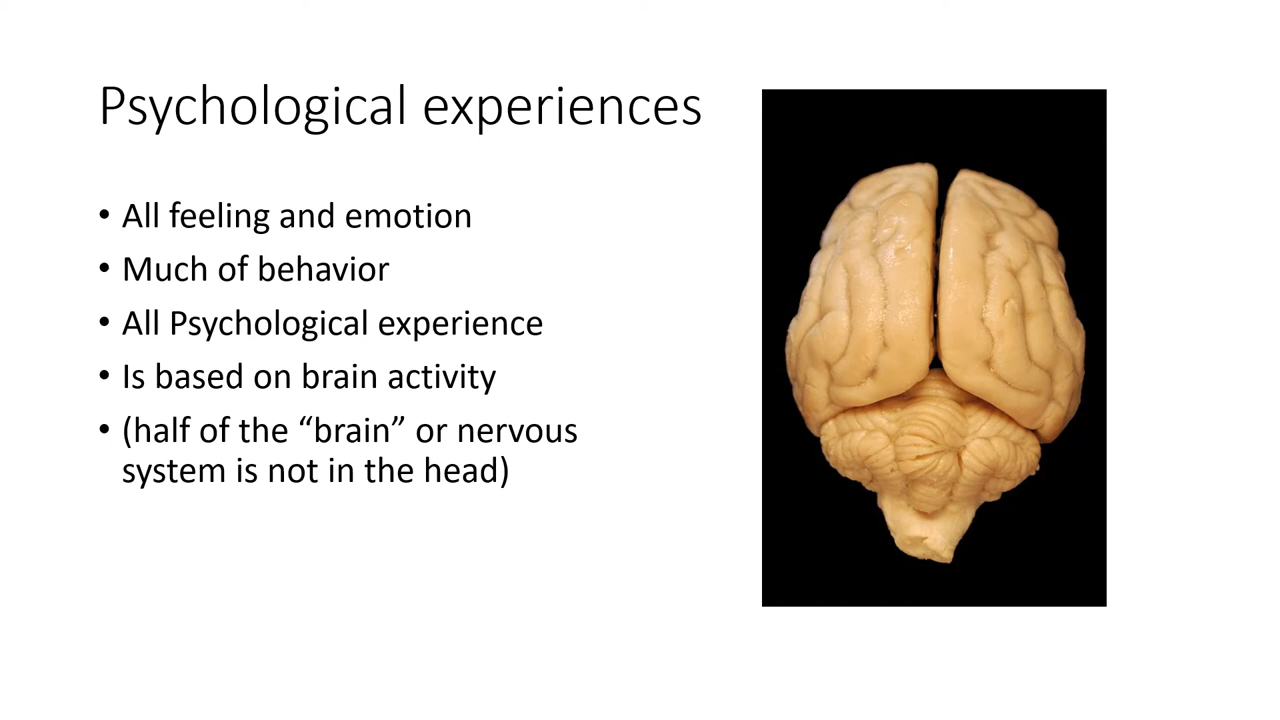 Psychological experiences
• All feeling and emotion
• Much of behavior
• All Psychological experience
• Is based on brain activity
• (half of the “brain” or nervous
system is not in the head)